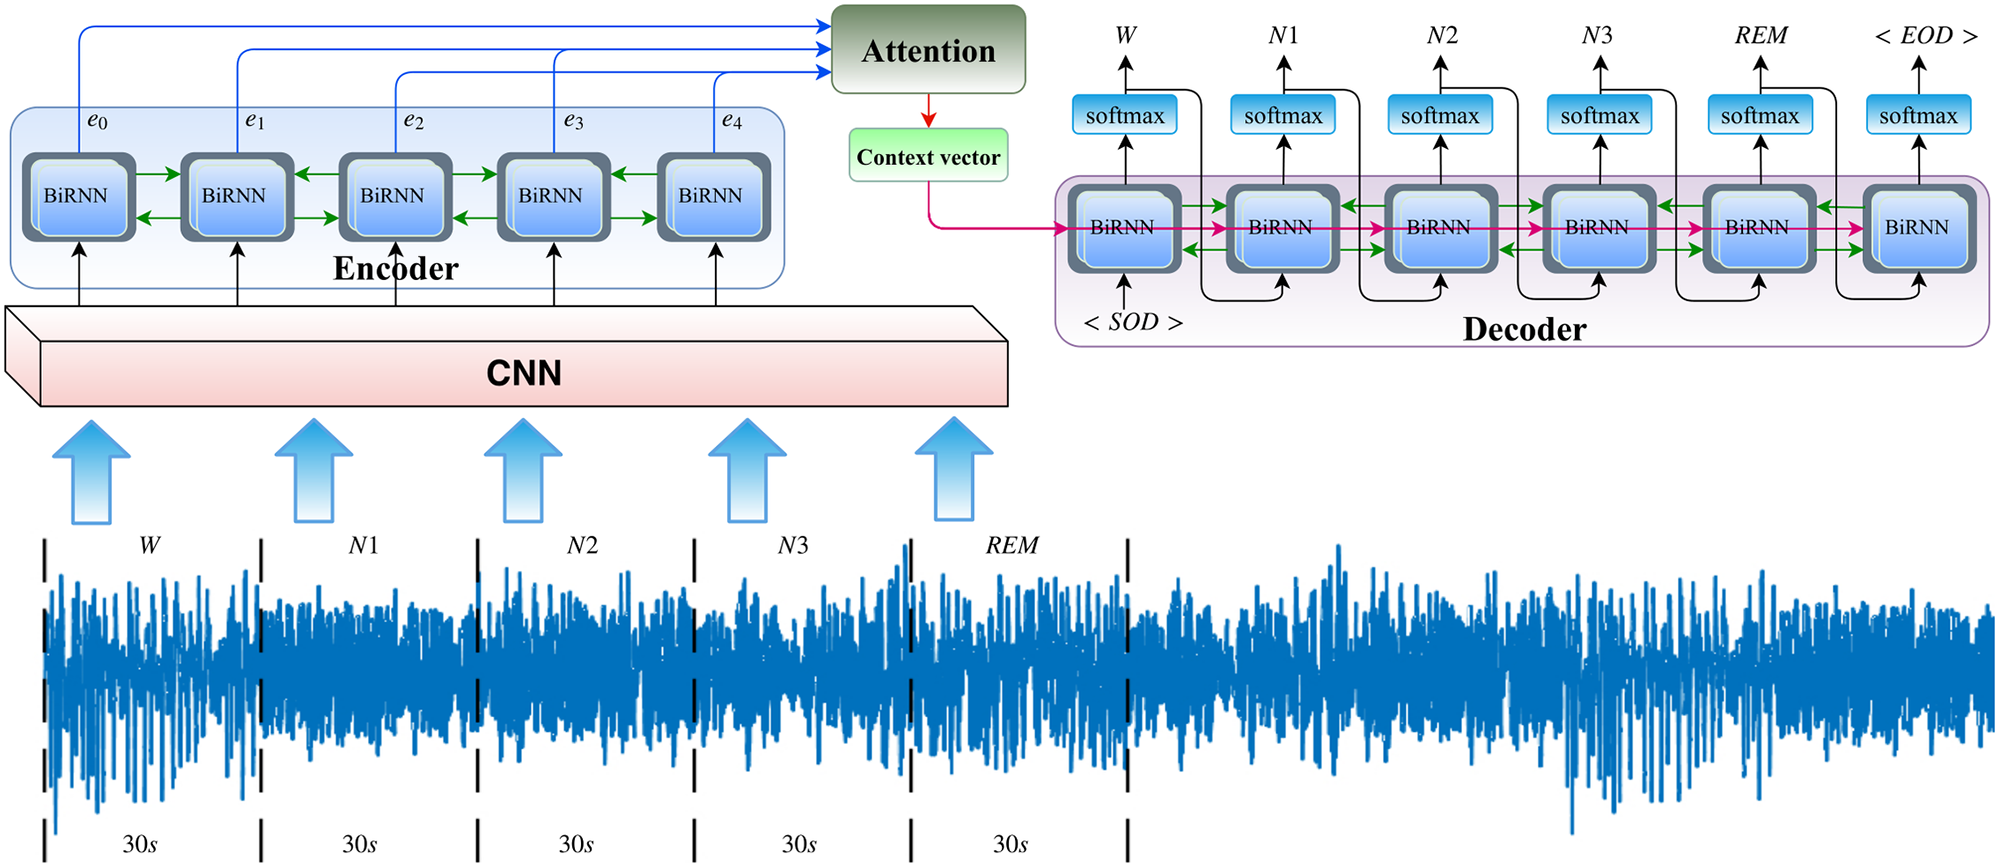 Attention
Context vector
e0 e1 e2 e3 e4
BiRNN BiRNN BiRNN BiRNN BiRNN
Encoder
CNN
W N1 N2 N3 REM < EOD >
softmax softmax softmax softmax softmax softmax
BiRNN BiRNN BiRNN BiRNN BiRNN BiRNN
< SOD >
Decoder
W N1 N2 N3 REM
30s 30s 30s 30s 30s